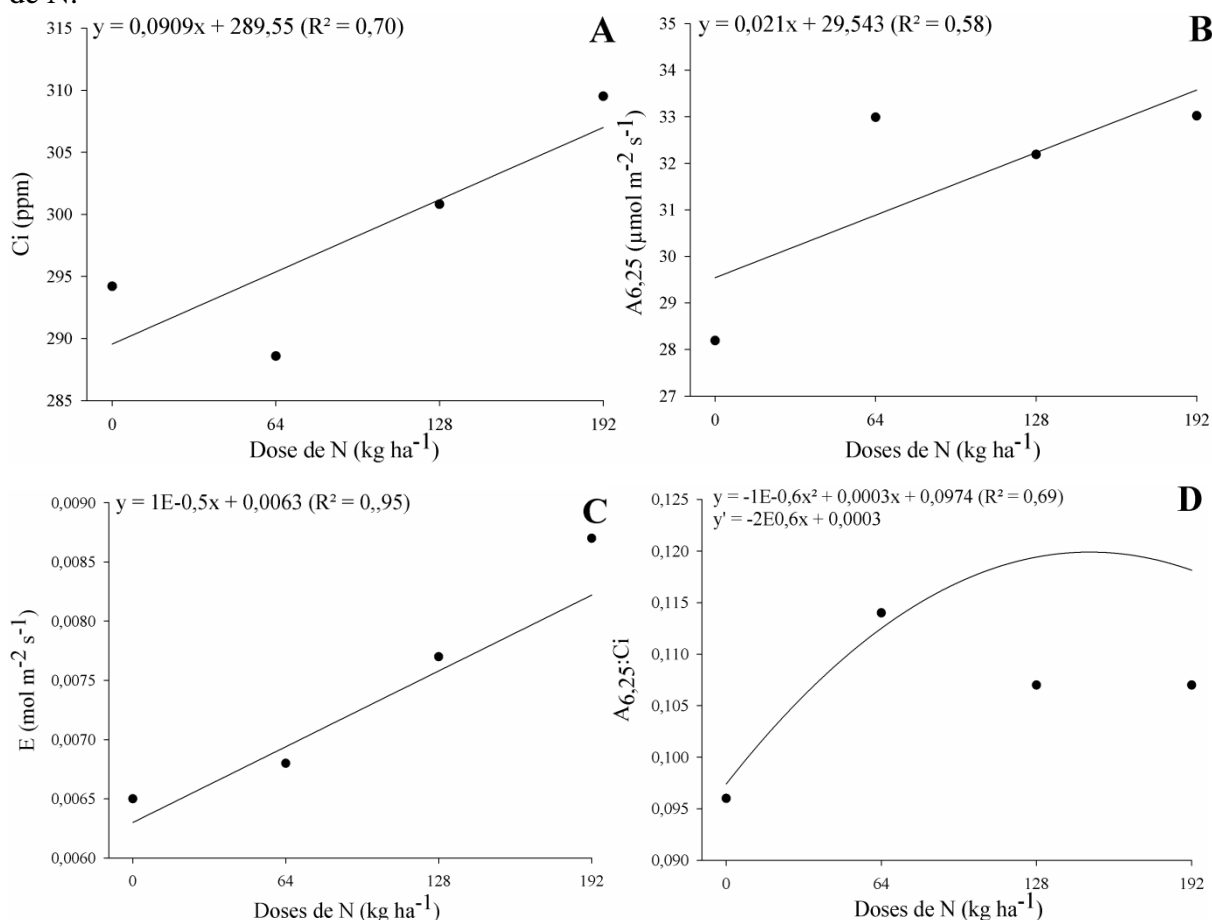 de N.
y = 0,0909x + 289,55 (R² = 0,70)
A
310
305
300
295
290
285
Ci (ppm)
0
64
128
192
Dose de N (kg ha⁻¹)
y = 0,021x + 29,543 (R² = 0,58)
B
35
34
33
32
31
30
29
28
27
A6,25 (µmol m⁻² s⁻¹)
0
64
128
192
Doses de N (kg ha⁻¹)
y = 1E-0,5x + 0,0063 (R² = 0,,95)
C
0,0090
0,0085
0,0080
0,0075
0,0070
0,0065
0,0060
E (mol m⁻² s⁻¹)
0
64
128
192
Doses de N (kg ha⁻¹)
y = -1E-0,6x² + 0,0003x + 0,0974 (R² = 0,69)
y' = -2E0,6x + 0,0003
D
0,125
0,120
0,115
0,110
0,105
0,100
0,095
0,090
A6,25:Ci
0
64
128
192
Doses de N (kg ha⁻¹)